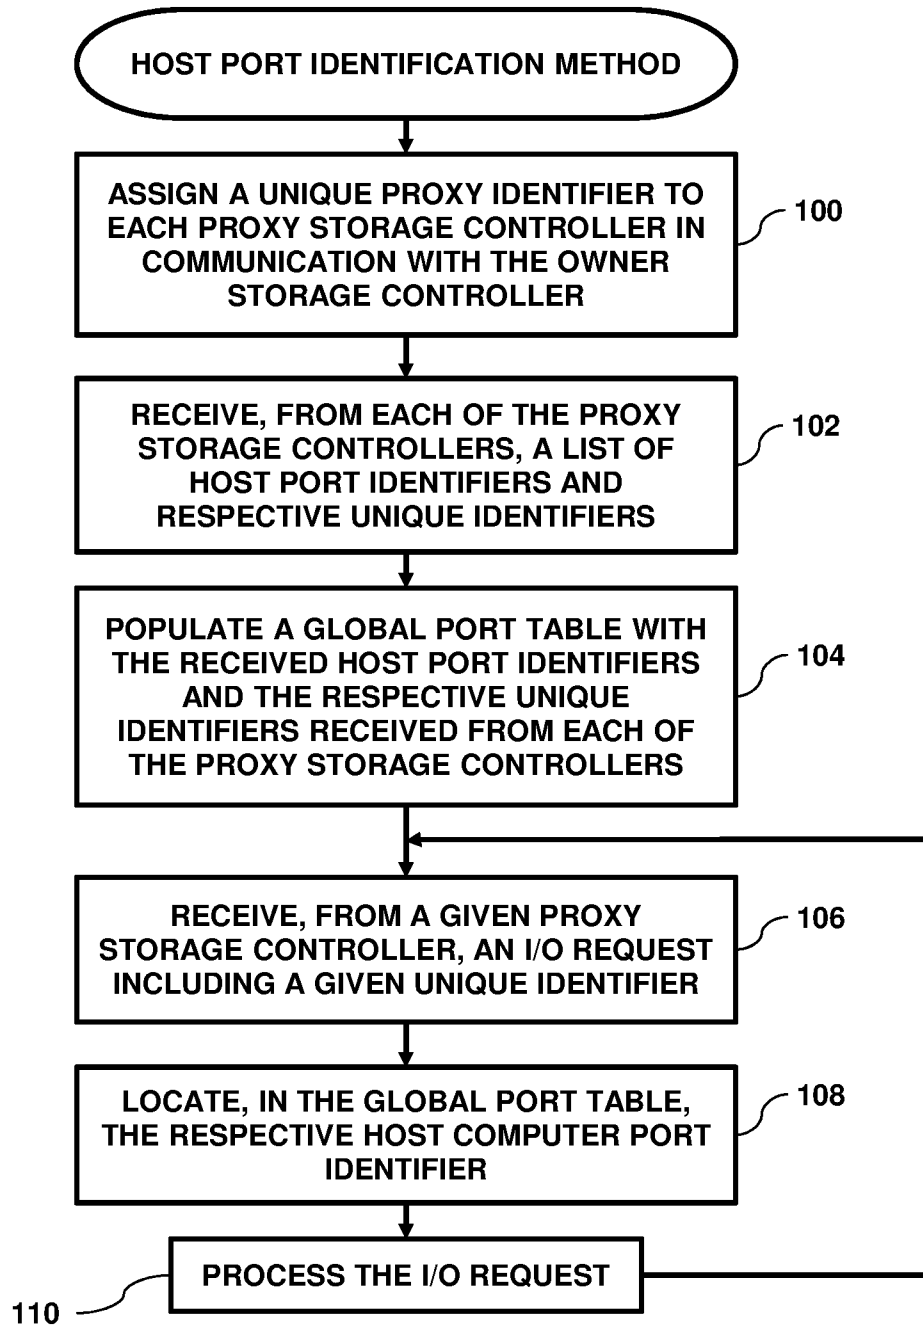 HOST PORT IDENTIFICATION METHOD
ASSIGN A UNIQUE PROXY IDENTIFIER TO
EACH PROXY STORAGE CONTROLLER IN
COMMUNICATION WITH THE OWNER
STORAGE CONTROLLER
100
RECEIVE, FROM EACH OF THE PROXY
STORAGE CONTROLLERS, A LIST OF
HOST PORT IDENTIFIERS AND
RESPECTIVE UNIQUE IDENTIFIERS
102
POPULATE A GLOBAL PORT TABLE WITH
THE RECEIVED HOST PORT IDENTIFIERS
AND THE RESPECTIVE UNIQUE
IDENTIFIERS RECEIVED FROM EACH OF
THE PROXY STORAGE CONTROLLERS
104
RECEIVE, FROM A GIVEN PROXY
STORAGE CONTROLLER, AN I/O REQUEST
INCLUDING A GIVEN UNIQUE IDENTIFIER
106
LOCATE, IN THE GLOBAL PORT TABLE,
THE RESPECTIVE HOST COMPUTER PORT
IDENTIFIER
108
PROCESS THE I/O REQUEST
110